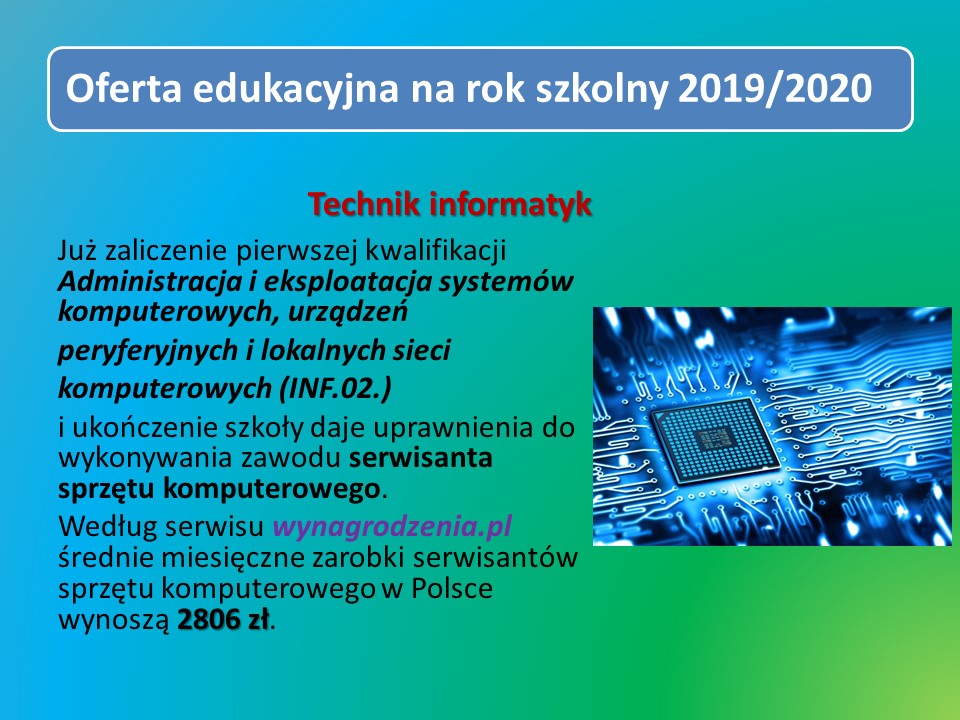 Oferta edukacyjna na rok szkolny 2019/2020
Technik informatyk
Już zaliczenie pierwszej kwalifikacji
Administracja i eksploatacja systemów
komputerowych, urządzeń
peryferyjnych i lokalnych sieci
komputerowych (INF.02.)
i ukończenie szkoły daje uprawnienia do
wykonywania zawodu serwisanta
sprzętu komputerowego.
Według serwisu wynagrodzenia.pl
średnie miesięczne zarobki serwisantów
sprzętu komputerowego w Polsce
wynoszą 2806 zł.